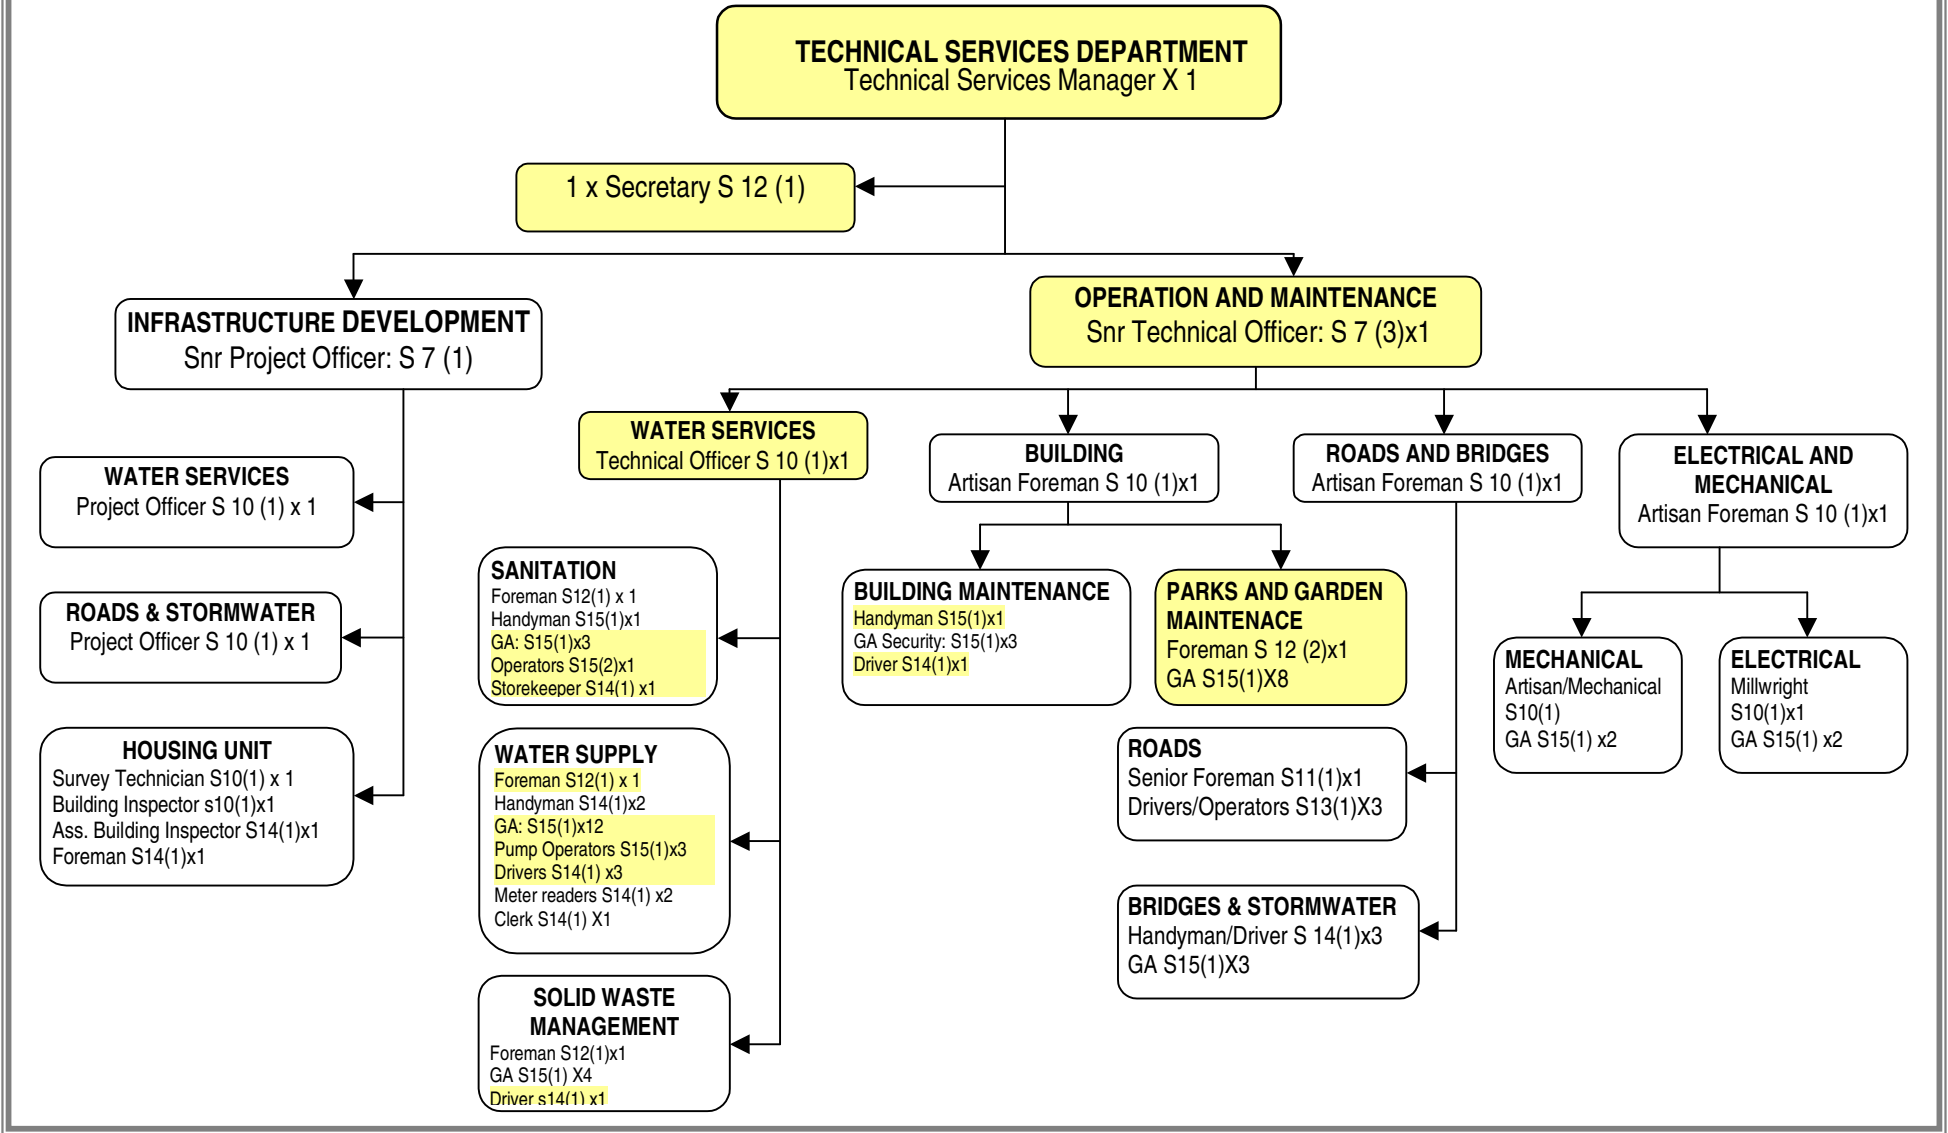 TECHNICAL SERVICES DEPARTMENT
Technical Services Manager X 1
1 x Secretary S 12 (1)
INFRASTRUCTURE DEVELOPMENT
Snr Project Officer: S 7 (1)
OPERATION AND MAINTENANCE
Snr Technical Officer: S 7 (3)x1
WATER SERVICES
Project Officer S 10 (1) x 1
ROADS & STORMWATER
Project Officer S 10 (1) x 1
HOUSING UNIT
Survey Technician S10(1) x 1
Building Inspector s10(1)x1
Ass. Building Inspector S14(1)x1
Foreman S14(1)x1
WATER SERVICES
Technical Officer S 10 (1)x1
SANITATION
Foreman S12(1) x 1
Handyman S15(1)x1
GA: S15(1)x3
Operators S15(2)x1
Storekeeper S14(1) x1
WATER SUPPLY
Foreman S12(1) x 1
Handyman S14(1)x2
GA: S15(1)x12
Pump Operators S15(1)x3
Drivers S14(1) x3
Meter readers S14(1) x2
Clerk S14(1) X1
SOLID WASTE
MANAGEMENT
Foreman S12(1)x1
GA S15(1) X4
Driver s14(1) x1
BUILDING
Artisan Foreman S 10 (1)x1
BUILDING MAINTENANCE
Handyman S15(1)x1
GA Security: S15(1)x3
Driver S14(1)x1
PARKS AND GARDEN
MAINTENACE
Foreman S 12 (2)x1
GA S15(1)X8
ROADS AND BRIDGES
Artisan Foreman S 10 (1)x1
ROADS
Senior Foreman S11(1)x1
Drivers/Operators S13(1)X3
BRIDGES & STORMWATER
Handyman/Driver S 14(1)x3
GA S15(1)X3
ELECTRICAL AND
MECHANICAL
Artisan Foreman S 10 (1)x1
MECHANICAL
Artisan/Mechanical
S10(1)
GA S15(1) x2
ELECTRICAL
Millwright
S10(1)x1
GA S15(1) x2